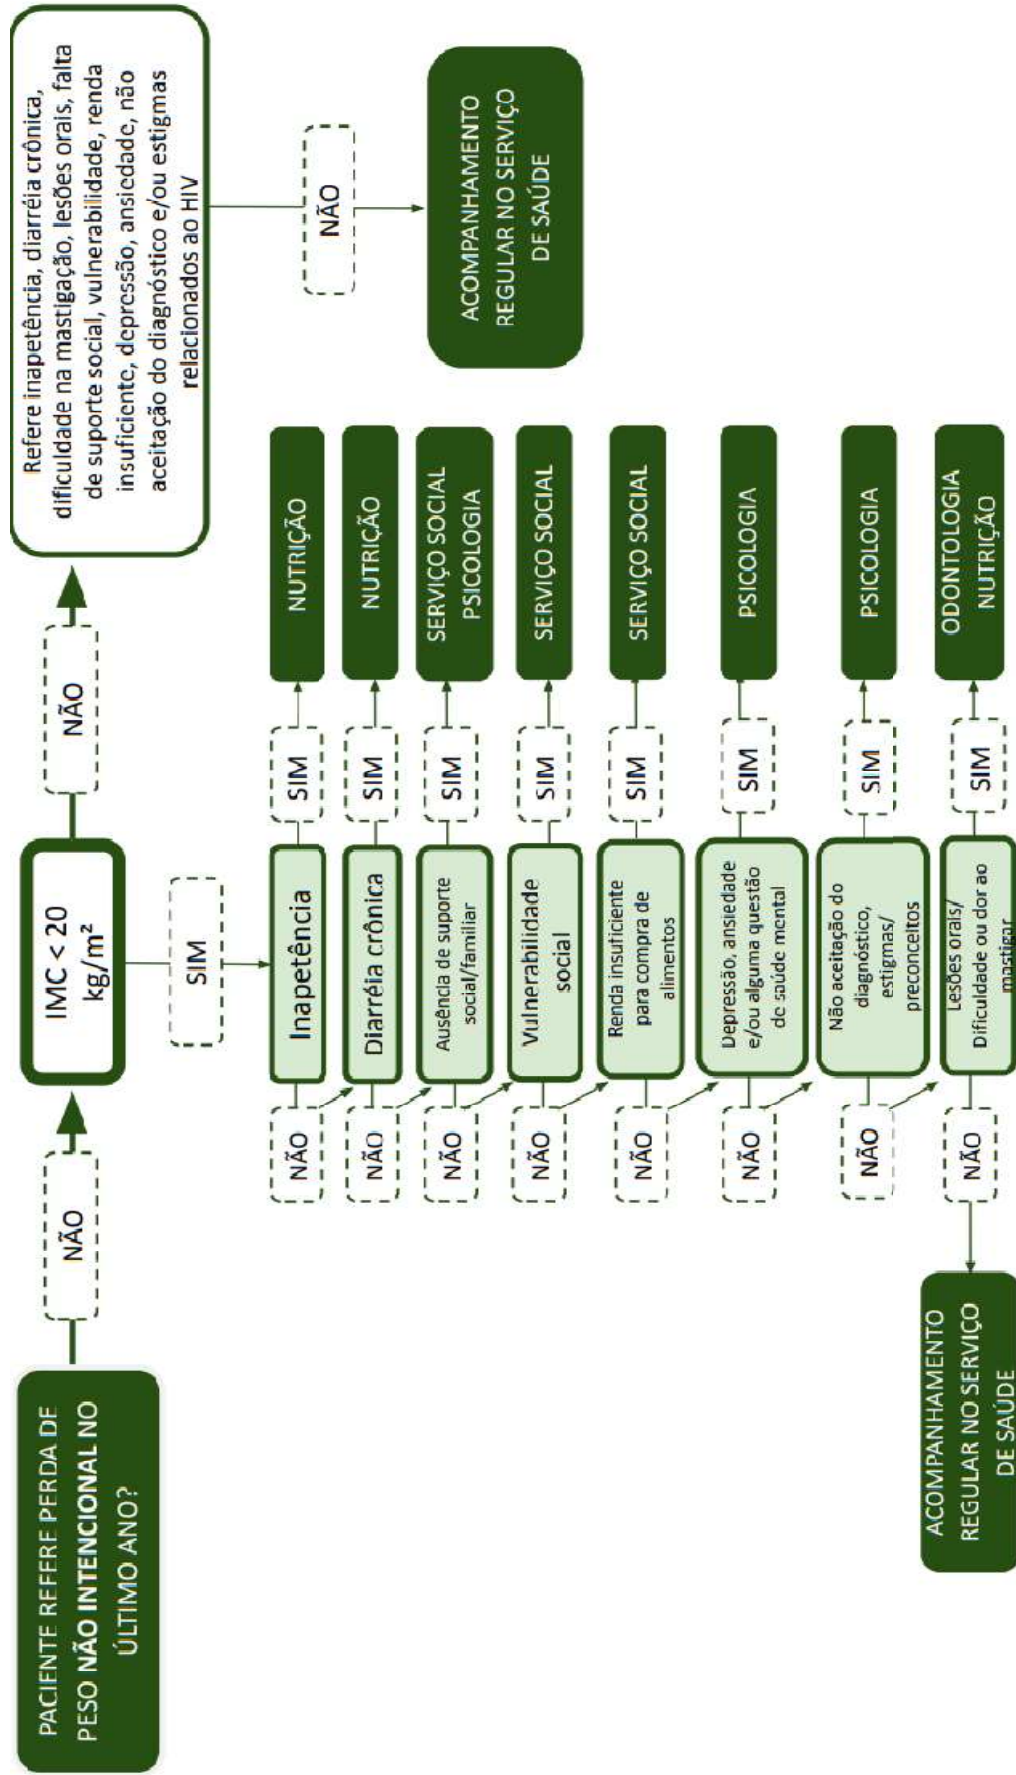 PACIENTE REFERE PERDA DE
PESO NÃO INTENCIONAL NO
ÚLTIMO ANO?
NÃO
IMC < 20
kg/m²
NÃO
Refere inapetência, diarréia crônica,
dificuldade na mastigação, lesões orais, falta
de suporte social, vulnerabilidade, renda
insuficiente, depressão, ansiedade, não
aceitação do diagnóstico e/ou estigmas
relacionados ao HIV
NÃO
ACOMPANHAMENTO
REGULAR NO SERVIÇO
DE SAÚDE
SIM
Inapetência
SIM
NUTRIÇÃO
NÃO
Diarréia crônica
SIM
NUTRIÇÃO
NÃO
Ausência de suporte
social/familiar
SIM
SERVIÇO SOCIAL
PSICOLOGIA
NÃO
Vulnerabilidade
social
SIM
SERVIÇO SOCIAL
NÃO
Renda insuficiente
para compra de
alimentos
SIM
SERVIÇO SOCIAL
NÃO
Depressão, ansiedade
e/ou alguma questão
de saúde mental
SIM
PSICOLOGIA
NÃO
Não aceitação do
diagnóstico,
estigmas/
preconceitos
SIM
PSICOLOGIA
NÃO
Lesões orais/
Dificuldade ou dor ao
mastigar
SIM
ODONTOLOGIA
NUTRIÇÃO
NÃO
ACOMPANHAMENTO
REGULAR NO SERVIÇO
DE SAÚDE